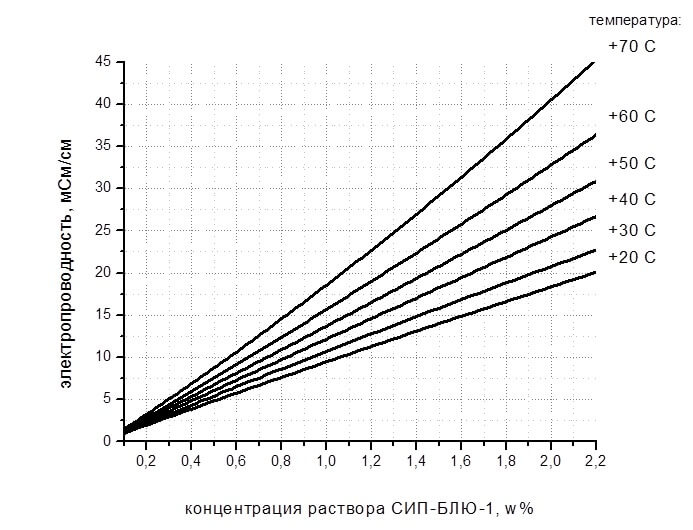 температура:
+70 C
+60 C
+50 C
+40 C
+30 C
+20 C
электропроводность, мСм/см
45
40
35
30
25
20
15
10
5
0
0,2 0,4 0,6 0,8 1,0 1,2 1,4 1,6 1,8 2,0 2,2
концентрация раствора СИП-БЛЮ-1, w%